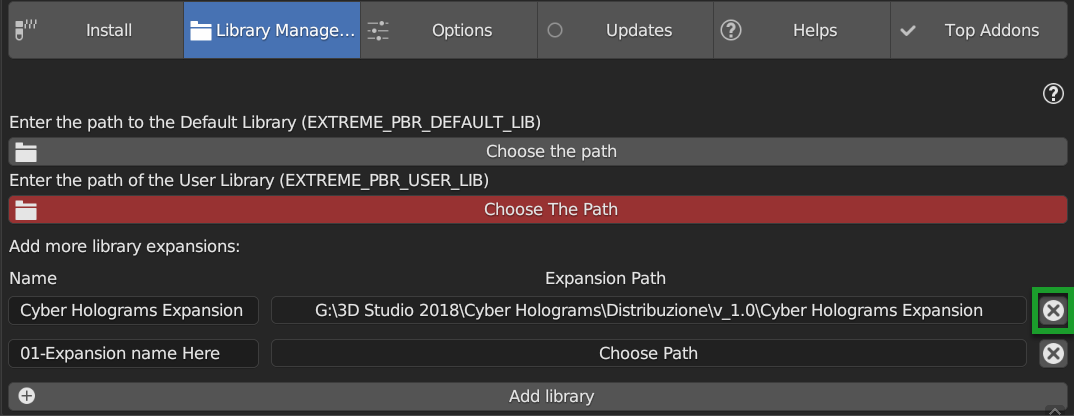 Install Library Manage... Options Updates Helps Top Addons
Enter the path to the Default Library (EXTREME_PBR_DEFAULT_LIB)
Choose the path
Enter the path of the User Library (EXTREME_PBR_USER_LIB)
Choose The Path
Add more library expansions:
Name Expansion Path
Cyber Holograms Expansion G:\3D Studio 2018\Cyber Holograms\Distribuzione\v_1.0\Cyber Holograms Expansion
01-Expansion name Here Choose Path
Add library